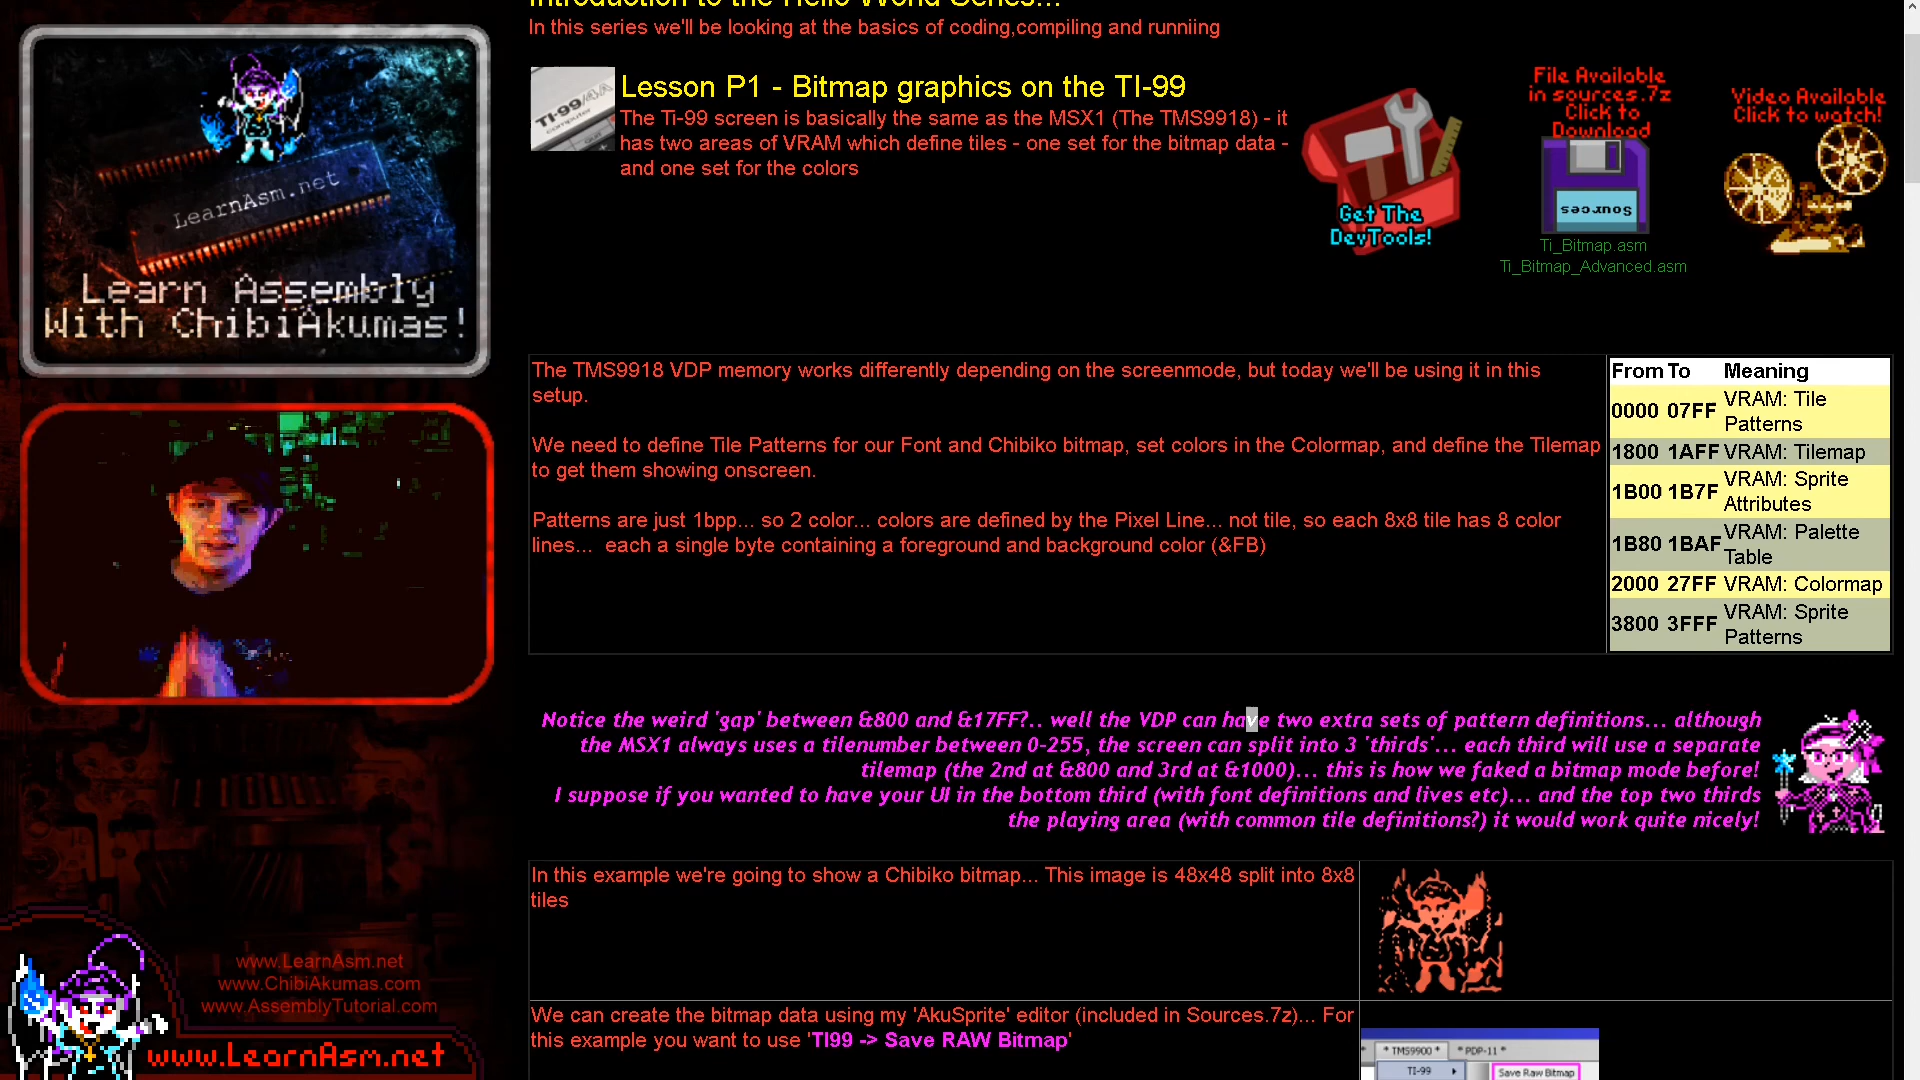 Introduction to the Hello World Series...
In this series we'll be looking at the basics of coding,compiling and runniing
TI-99/4A
computer
Lesson P1 - Bitmap graphics on the TI-99
The Ti-99 screen is basically the same as the MSX1 (The TMS9918) - it
has two areas of VRAM which define tiles - one set for the bitmap data -
and one set for the colors
Get The
DevTools!
File Available
in sources.7z
Click to
Download
Sources
Ti_Bitmap.asm
Ti_Bitmap_Advanced.asm
Video Available
Click to watch!
LearnAsm.net
Learn Assembly
With ChibiAkumas!
The TMS9918 VDP memory works differently depending on the screenmode, but today we'll be using it in this
setup.
We need to define Tile Patterns for our Font and Chibiko bitmap, set colors in the Colormap, and define the Tilemap
to get them showing onscreen.
Patterns are just 1bpp... so 2 color... colors are defined by the Pixel Line... not tile, so each 8x8 tile has 8 color
lines... each a single byte containing a foreground and background color (&FB)
From To Meaning
0000 07FF VRAM: Tile
Patterns
1800 1AFF VRAM: Tilemap
1B00 1B7F VRAM: Sprite
Attributes
1B80 1BAF VRAM: Palette
Table
2000 27FF VRAM: Colormap
3800 3FFF VRAM: Sprite
Patterns
Notice the weird 'gap' between &800 and &17FF?.. well the VDP can have two extra sets of pattern definitions... although
the MSX1 always uses a tilenumber between 0-255, the screen can split into 3 'thirds'... each third will use a separate
tilemap (the 2nd at &800 and 3rd at &1000)... this is how we faked a bitmap mode before!
I suppose if you wanted to have your UI in the bottom third (with font definitions and lives etc)... and the top two thirds
the playing area (with common tile definitions?) it would work quite nicely!
In this example we're going to show a Chibiko bitmap... This image is 48x48 split into 8x8
tiles
We can create the bitmap data using my 'AkuSprite' editor (included in Sources.7z)... For
this example you want to use 'TI99 -> Save RAW Bitmap'
* TMS9900 * * PDP-11 *
TI-99 Save Raw Bitmap
www.LearnAsm.net
www.ChibiAkumas.com
www.AssemblyTutorial.com
www.LearnAsm.net